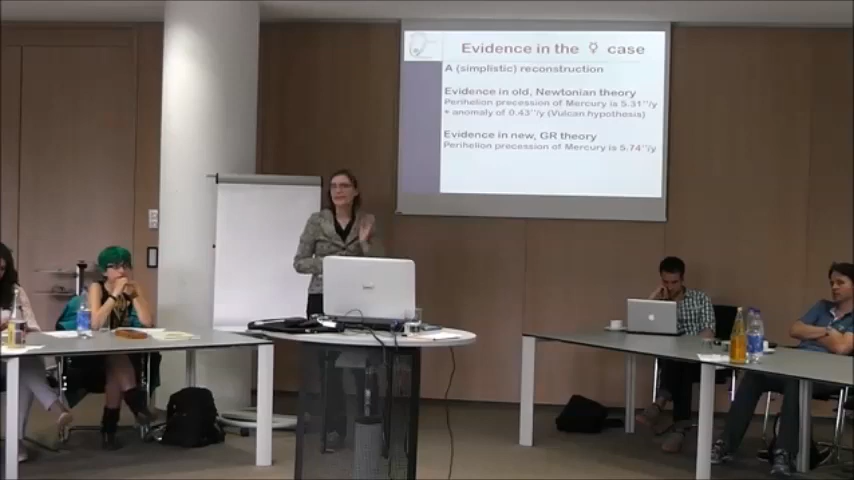 Evidence in the ☿ case
A (simplistic) reconstruction
Evidence in old, Newtonian theory
Perihelion precession of Mercury is 5.31''/y
+ anomaly of 0.43''/y (Vulcan hypothesis)
Evidence in new, GR theory
Perihelion precession of Mercury is 5.74''/y